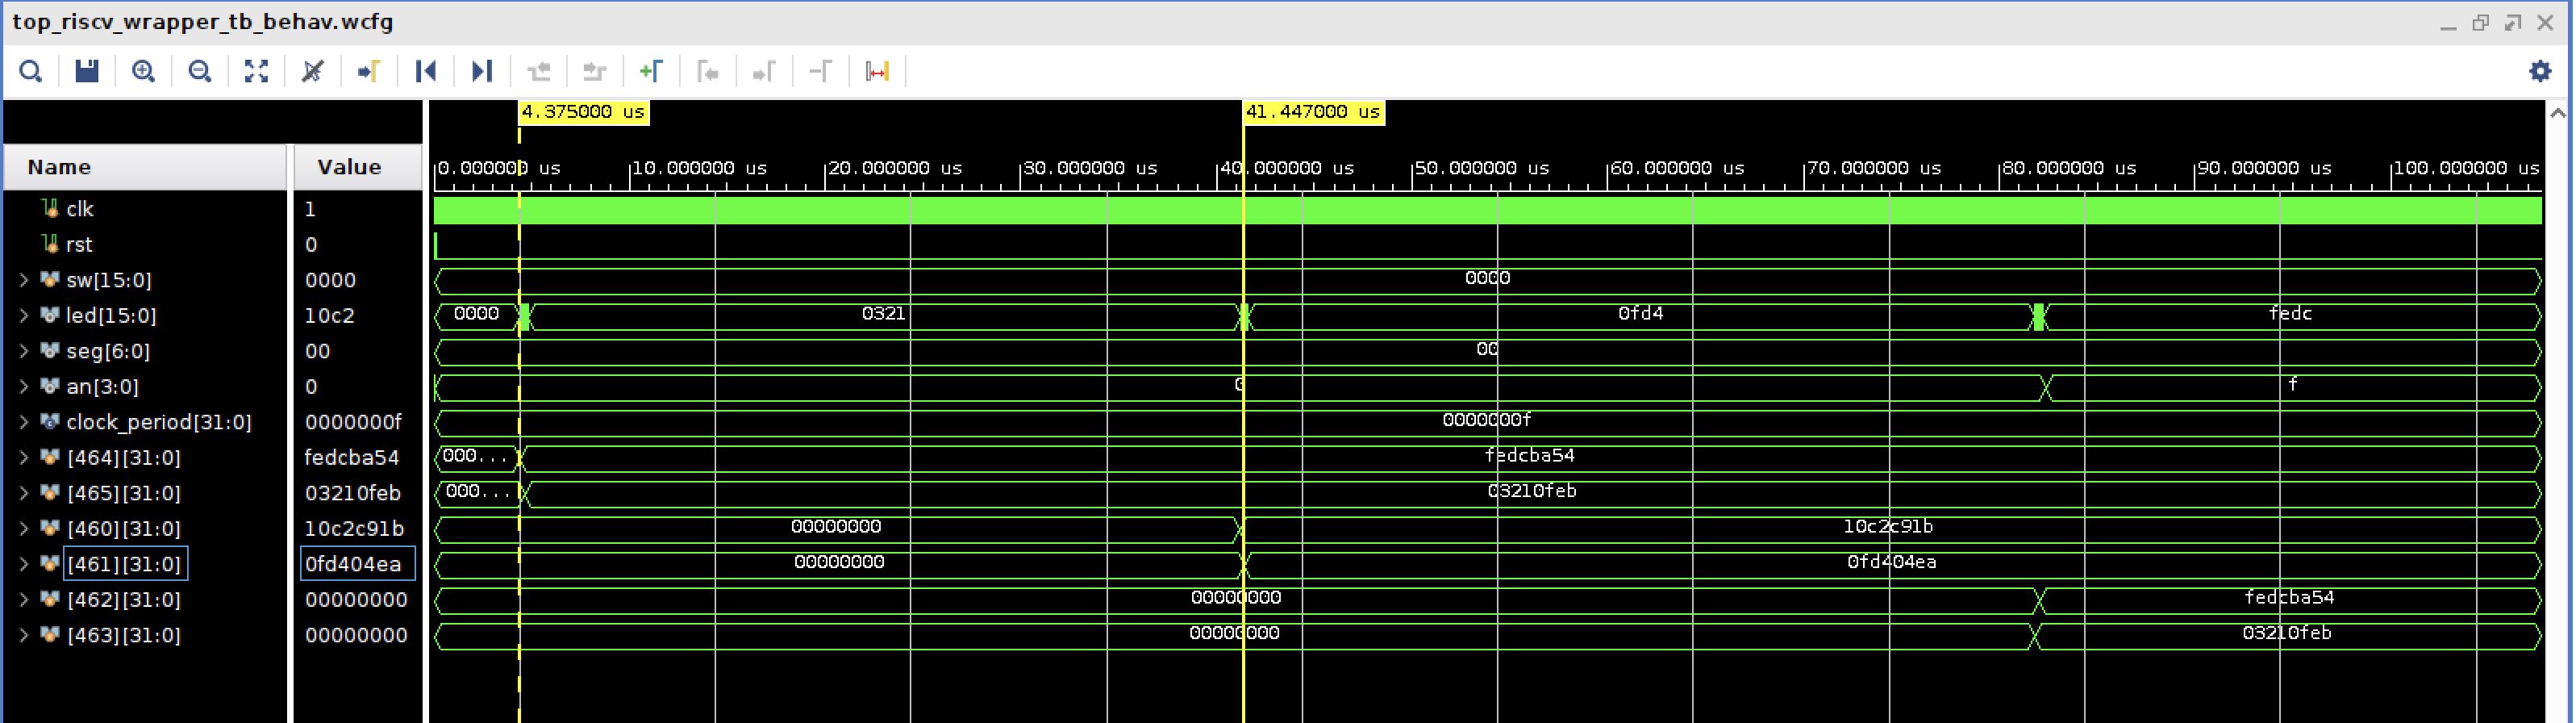 top_riscv_wrapper_tb_behav.wcfg
4.375000 us 41.447000 us
Name Value 0.000000 us 10.000000 us 20.000000 us 30.000000 us 40.000000 us 50.000000 us 60.000000 us 70.000000 us 80.000000 us 90.000000 us 100.000000 us
clk 1
rst 0
sw[15:0] 0000 0000
led[15:0] 10c2 0000 0321 0fd4 fedc
seg[6:0] 00 00
an[3:0] 0 0 f
clock_period[31:0] 0000000f 0000000f
[464][31:0] fedcba54 000... fedcba54
[465][31:0] 03210feb 000... 03210feb
[460][31:0] 10c2c91b 00000000 10c2c91b
[461][31:0] 0fd404ea 00000000 0fd404ea
[462][31:0] 00000000 00000000 fedcba54
[463][31:0] 00000000 00000000 03210feb